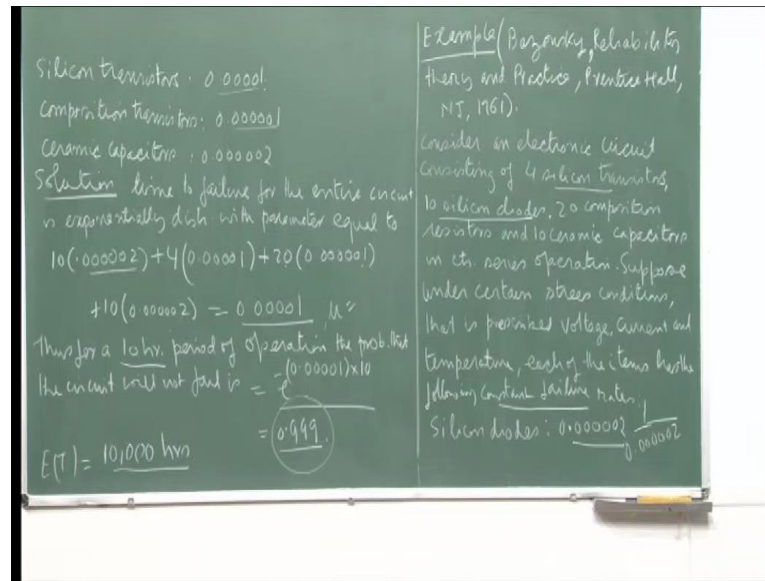 Silicon transistors: 0.00001
Composition transistors: 0.000001
Ceramic capacitors: 0.000002
Solution time to failure for the entire circuit
is exponentially dist. with parameter equal to
10(.000002)+4(0.00001)+20(0.000001)
+10(0.00002) = 0.00001
Thus for a 10 hr. period of operation the prob. that
the circuit will not fail is = e^-(0.00001)×10
= 0.999.
E(T) = 10,000 hrs
Example (Bazovsky, Reliability
theory and Practice, Prentice Hall,
NJ, 1961).
Consider an electronic circuit
consisting of 4 silicon transistors,
10 silicon diodes, 20 composition
resistors and 10 ceramic capacitors
in cts. series operation. Suppose
under certain stress conditions,
that is prescribed voltage, current and
temperature, each of the items has the
following constant failure rates.
Silicon diodes: 0.000002 1/0.000002